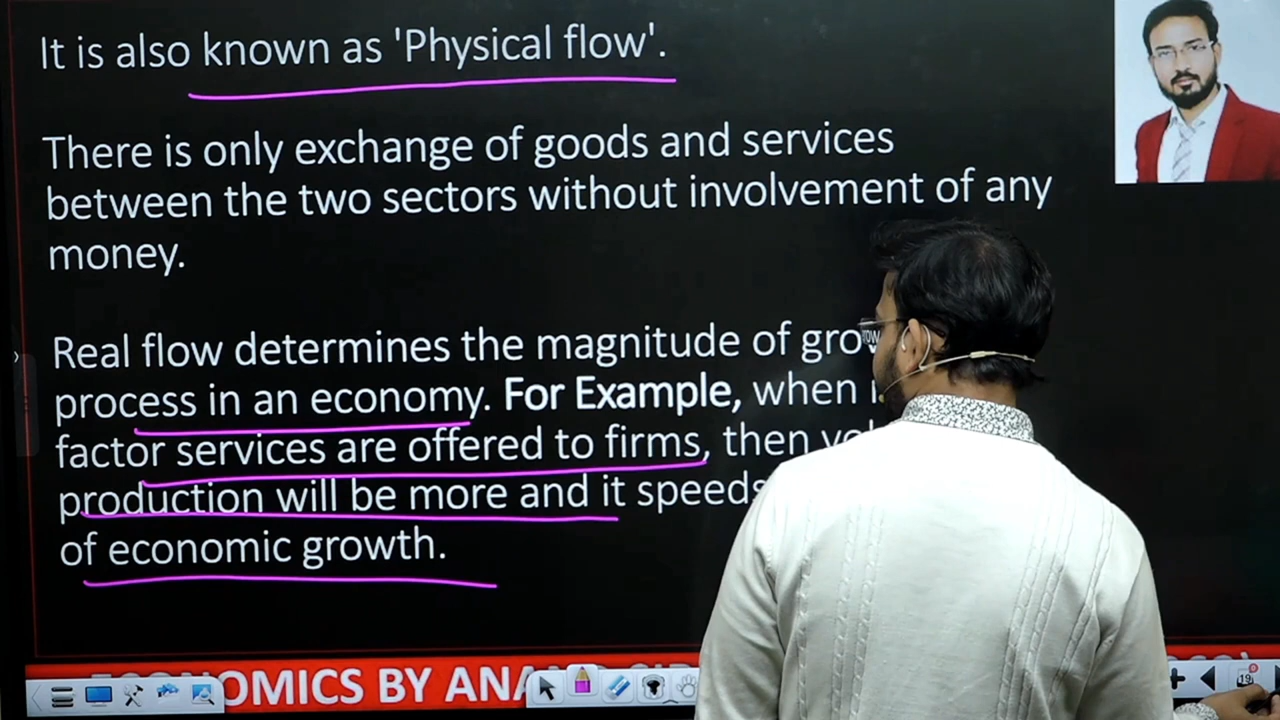 It is also known as 'Physical flow'.
There is only exchange of goods and services
between the two sectors without involvement of any
money.
Real flow determines the magnitude of
process in an economy. For Example, when
factor services are offered to firms, then
production will be more and it speeds
of economic growth.
OMICS BY